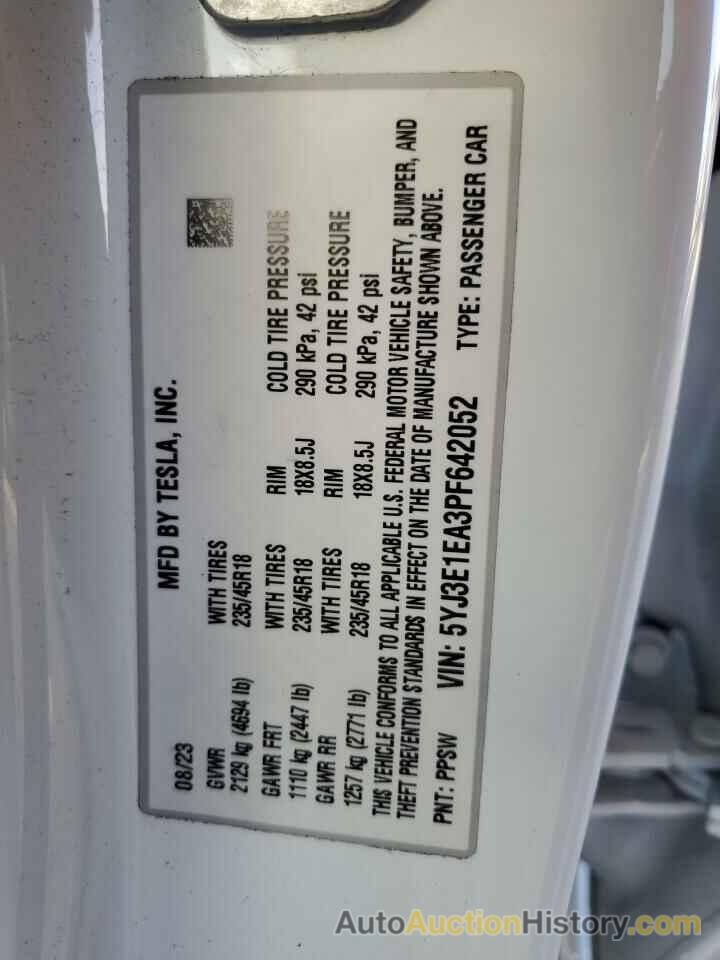 MFD BY TESLA, INC.
08/23
GVWR WITH TIRES
2129 kg (4694 lb) 235/45R18
GAWR FRT WITH TIRES RIM COLD TIRE PRESSURE
1110 kg (2447 lb) 235/45R18 18X8.5J 290 kPa, 42 psi
GAWR RR WITH TIRES RIM COLD TIRE PRESSURE
1257 kg (2771 lb) 235/45R18 18X8.5J 290 kPa, 42 psi
THIS VEHICLE CONFORMS TO ALL APPLICABLE U.S. FEDERAL MOTOR VEHICLE SAFETY, BUMPER, AND
THEFT PREVENTION STANDARDS IN EFFECT ON THE DATE OF MANUFACTURE SHOWN ABOVE.
PNT: PPSW VIN: 5YJ3E1EA3PF642052 TYPE: PASSENGER CAR
AutoAuctionHistory.com